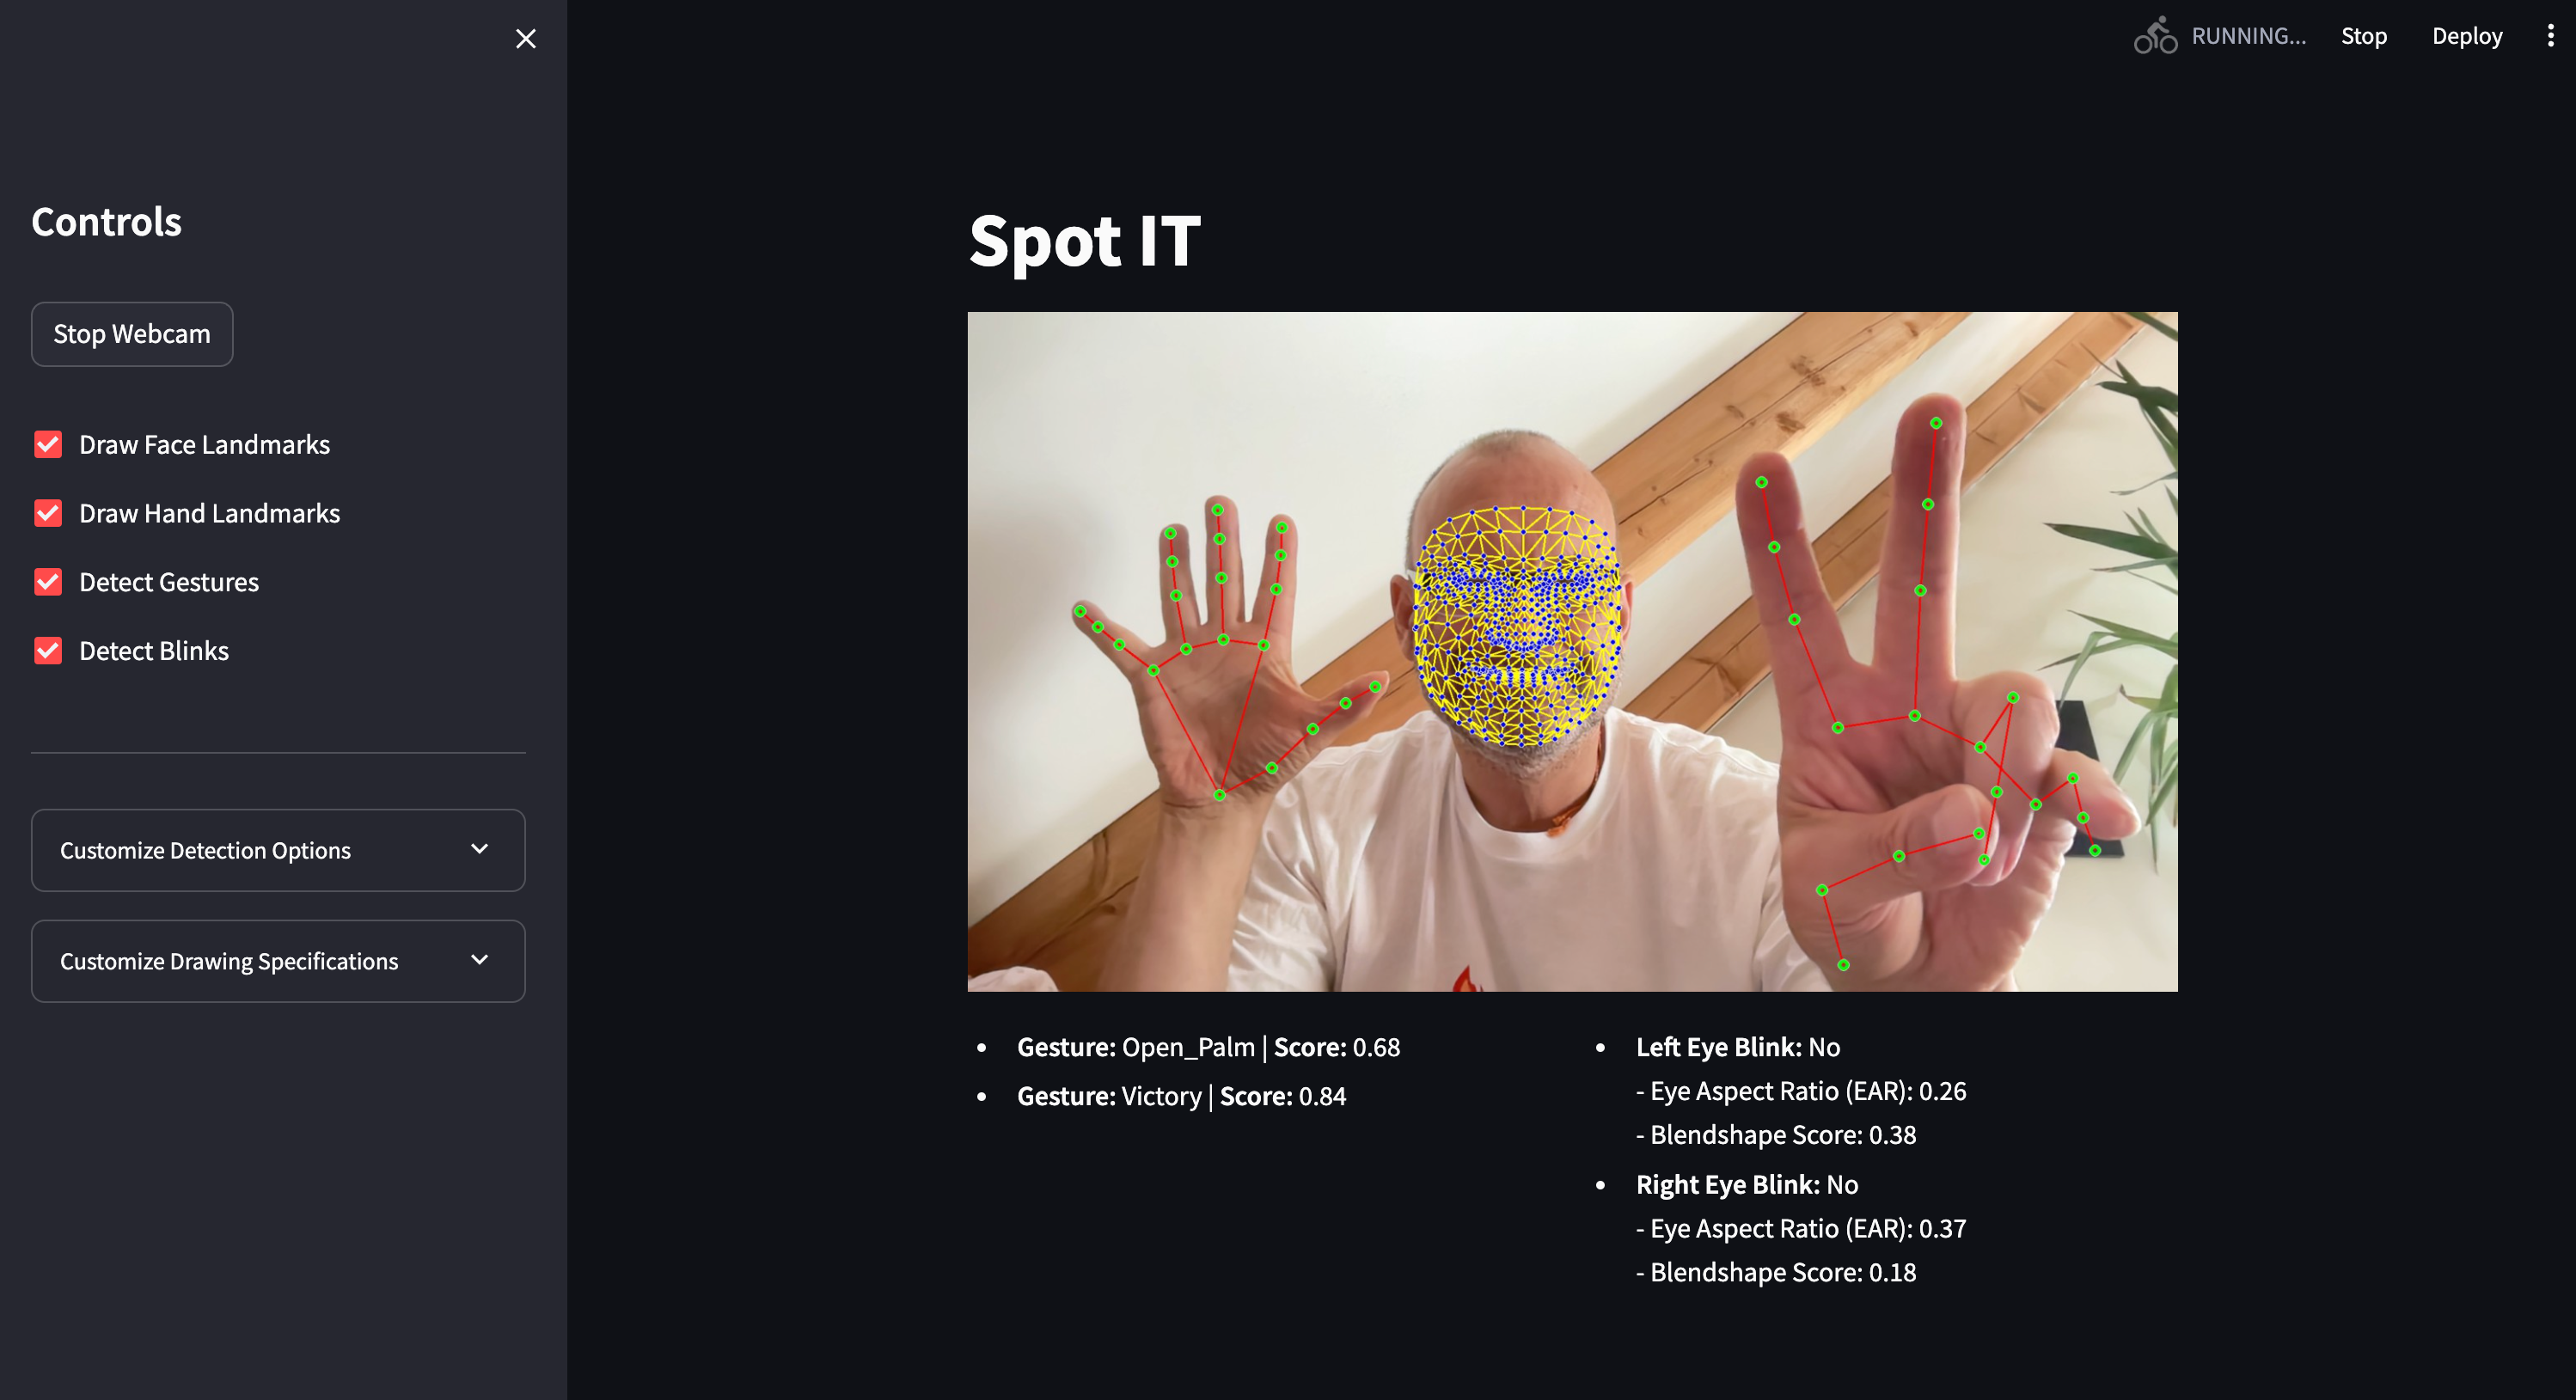 RUNNING...
Stop
Deploy
Controls
Stop Webcam
Draw Face Landmarks
Draw Hand Landmarks
Detect Gestures
Detect Blinks
Customize Detection Options
Customize Drawing Specifications
Spot IT
Gesture: Open_Palm | Score: 0.68
Gesture: Victory | Score: 0.84
Left Eye Blink: No
- Eye Aspect Ratio (EAR): 0.26
- Blendshape Score: 0.38
Right Eye Blink: No
- Eye Aspect Ratio (EAR): 0.37
- Blendshape Score: 0.18